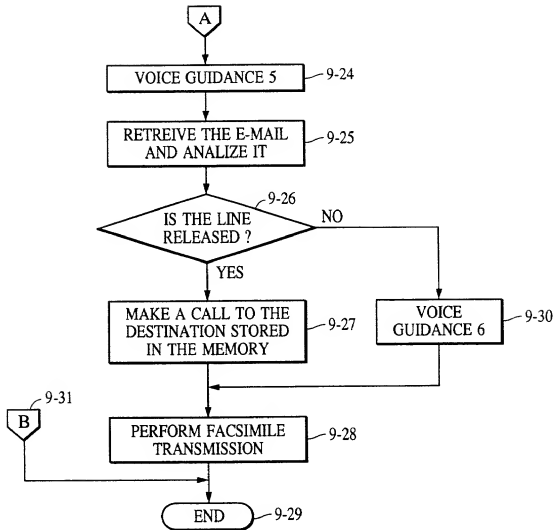 A
VOICE GUIDANCE 5
9-24
RETREIVE THE E-MAIL
AND ANALIZE IT
9-25
9-26
IS THE LINE
RELEASED ?
NO
YES
MAKE A CALL TO THE
DESTINATION STORED
IN THE MEMORY
9-27
VOICE
GUIDANCE 6
9-30
9-31
B
PERFORM FACSIMILE
TRANSMISSION
9-28
END
9-29